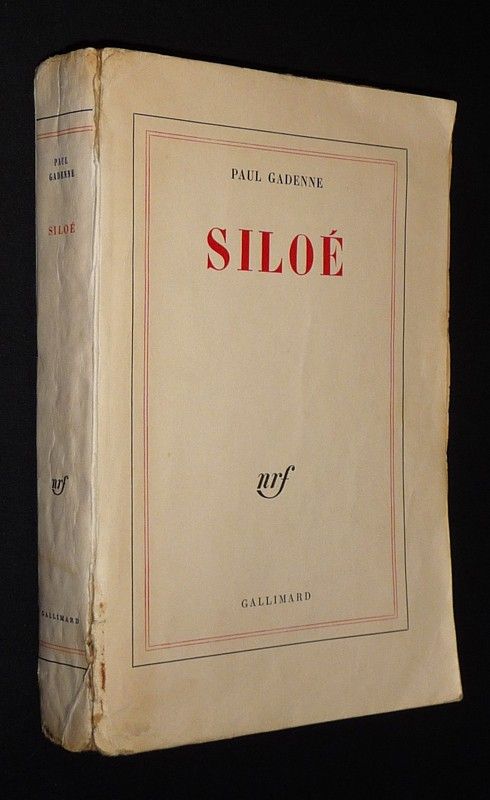 PAUL
GADENNE
SILOÉ
nrf
GALLIMARD
PAUL GADENNE
SILOÉ
nrf
GALLIMARD